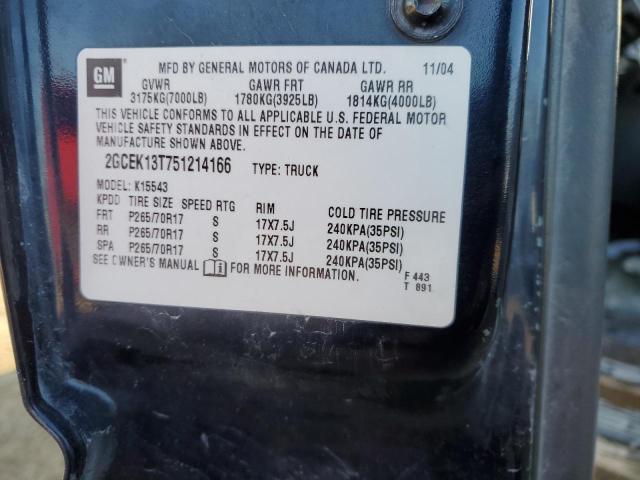 GM
MFD BY GENERAL MOTORS OF CANADA LTD. 11/04
GVWR GAWR FRT GAWR RR
3175KG(7000LB) 1780KG(3925LB) 1814KG(4000LB)
THIS VEHICLE CONFORMS TO ALL APPLICABLE U.S. FEDERAL MOTOR
VEHICLE SAFETY STANDARDS IN EFFECT ON THE DATE OF
MANUFACTURE SHOWN ABOVE.
2GCEK13T751214166 TYPE: TRUCK
MODEL: K15543
KPDD TIRE SIZE SPEED RTG RIM COLD TIRE PRESSURE
FRT P265/70R17 S 17X7.5J 240KPA(35PSI)
RR P265/70R17 S 17X7.5J 240KPA(35PSI)
SPA P265/70R17 S 17X7.5J 240KPA(35PSI)
SEE OWNER'S MANUAL FOR MORE INFORMATION.
F 443
T 891